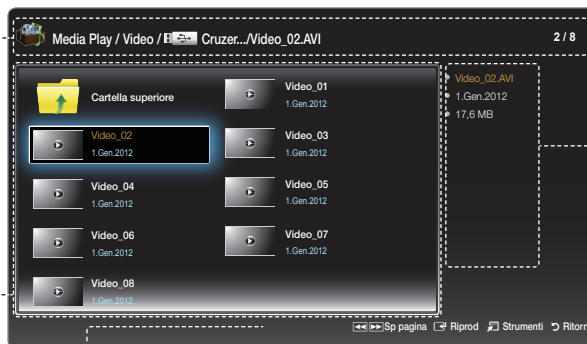 Media Play / Video / Cruzer.../Video_02.AVI 2 / 8
Cartella superiore
Video_01
1.Gen.2012
Video_02
1.Gen.2012
Video_03
1.Gen.2012
Video_04
1.Gen.2012
Video_05
1.Gen.2012
Video_06
1.Gen.2012
Video_07
1.Gen.2012
Video_08
1.Gen.2012
Video_02.AVI
1.Gen.2012
17,6 MB
Sp pagina Riprod Strumenti Ritorn